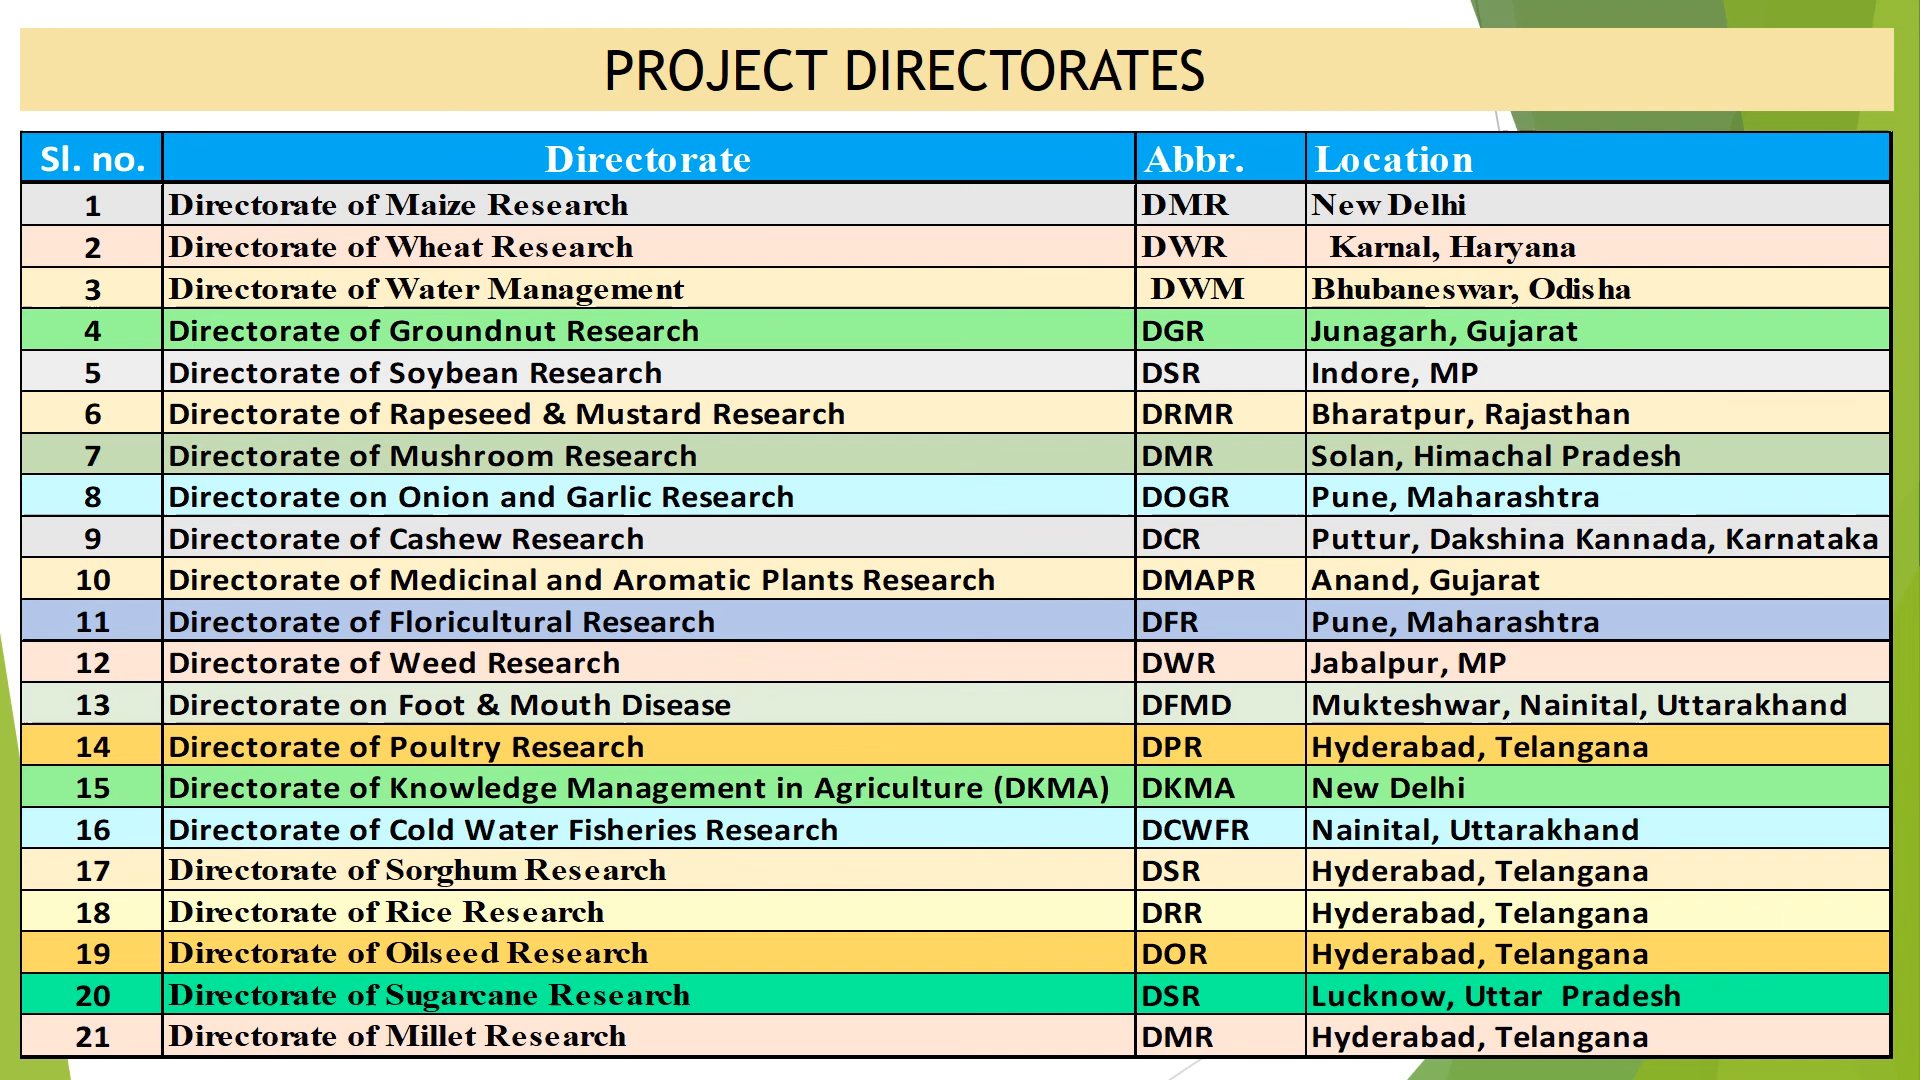 PROJECT DIRECTORATES
Sl. no. Directorate Abbr. Location
1 Directorate of Maize Research DMR New Delhi
2 Directorate of Wheat Research DWR Karnal, Haryana
3 Directorate of Water Management DWM Bhubaneswar, Odisha
4 Directorate of Groundnut Research DGR Junagarh, Gujarat
5 Directorate of Soybean Research DSR Indore, MP
6 Directorate of Rapeseed & Mustard Research DRMR Bharatpur, Rajasthan
7 Directorate of Mushroom Research DMR Solan, Himachal Pradesh
8 Directorate on Onion and Garlic Research DOGR Pune, Maharashtra
9 Directorate of Cashew Research DCR Puttur, Dakshina Kannada, Karnataka
10 Directorate of Medicinal and Aromatic Plants Research DMAPR Anand, Gujarat
11 Directorate of Floricultural Research DFR Pune, Maharashtra
12 Directorate of Weed Research DWR Jabalpur, MP
13 Directorate on Foot & Mouth Disease DFMD Mukteshwar, Nainital, Uttarakhand
14 Directorate of Poultry Research DPR Hyderabad, Telangana
15 Directorate of Knowledge Management in Agriculture (DKMA) DKMA New Delhi
16 Directorate of Cold Water Fisheries Research DCWFR Nainital, Uttarakhand
17 Directorate of Sorghum Research DSR Hyderabad, Telangana
18 Directorate of Rice Research DRR Hyderabad, Telangana
19 Directorate of Oilseed Research DOR Hyderabad, Telangana
20 Directorate of Sugarcane Research DSR Lucknow, Uttar Pradesh
21 Directorate of Millet Research DMR Hyderabad, Telangana